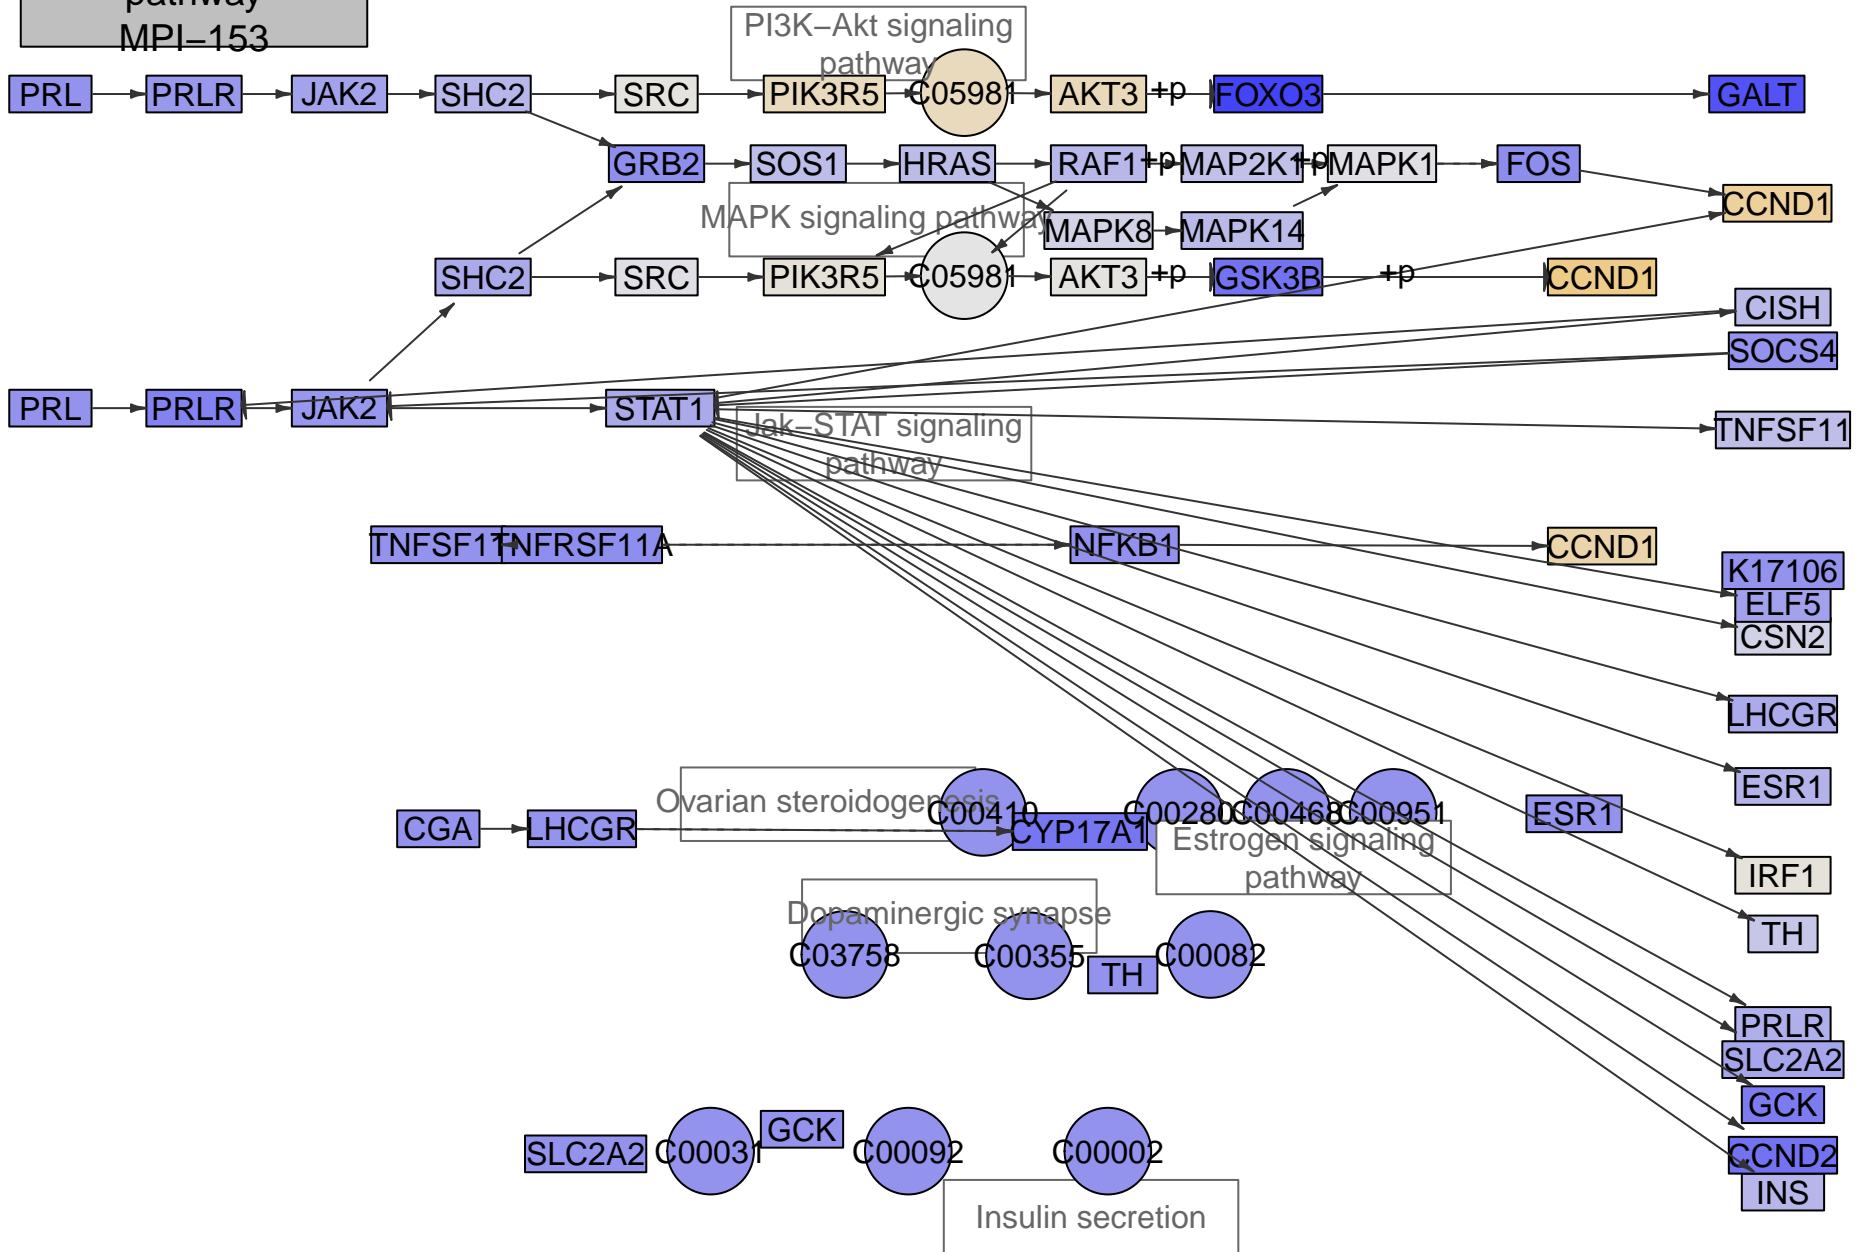 pathway
MPI−153
PI3K−Akt signaling
pathway
PRL
PRLR
JAK2
SHC2
SRC
PIK3R5
C05981
AKT3
+p
FOXO3
GALT
GRB2
SOS1
HRAS
RAF1
+p
MAP2K1
+p
MAPK1
FOS
CCND1
MAPK signaling pathway
MAPK8
MAPK14
SHC2
SRC
PIK3R5
C05981
AKT3
+p
GSK3B
+p
CCND1
CISH
SOCS4
PRL
PRLR
JAK2
STAT1
Jak−STAT signaling
pathway
TNFSF11
TNFSF11
TNFRSF11A
NFKB1
CCND1
K17106
ELF5
CSN2
LHCGR
ESR1
Ovarian steroidogenesis
C00410
C00280
C00468
C00951
ESR1
CGA
LHCGR
CYP17A1
Estrogen signaling
pathway
IRF1
Dopaminergic synapse
TH
C03758
C00355
TH
C00082
PRLR
SLC2A2
GCK
SLC2A2
C00031
GCK
C00092
C00002
CCND2
INS
Insulin secretion